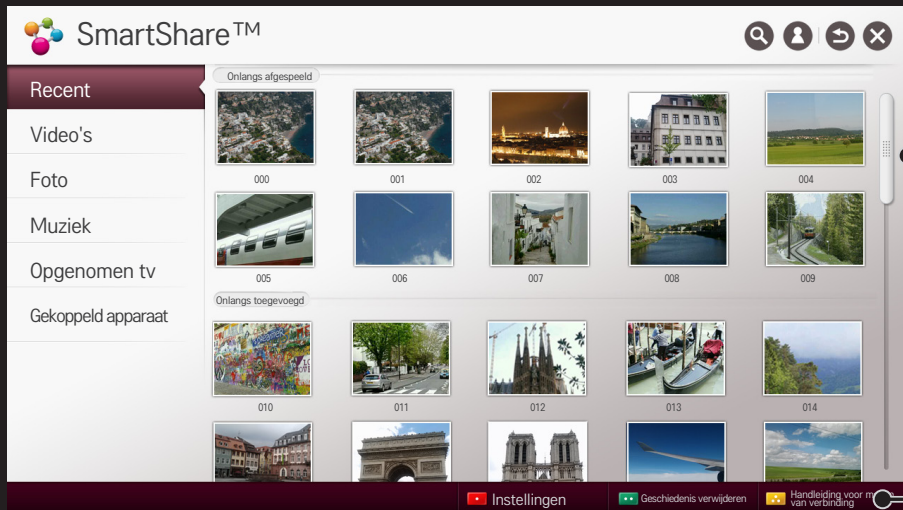 SmartShare™
Recent
Video's
Foto
Muziek
Opgenomen tv
Gekoppeld apparaat
Onlangs afgespeeld
000 001 002 003 004
005 006 007 008 009
Onlangs toegevoegd
010 011 012 013 014
Instellingen
Geschiedenis verwijderen
Handleiding voor
van verbinding